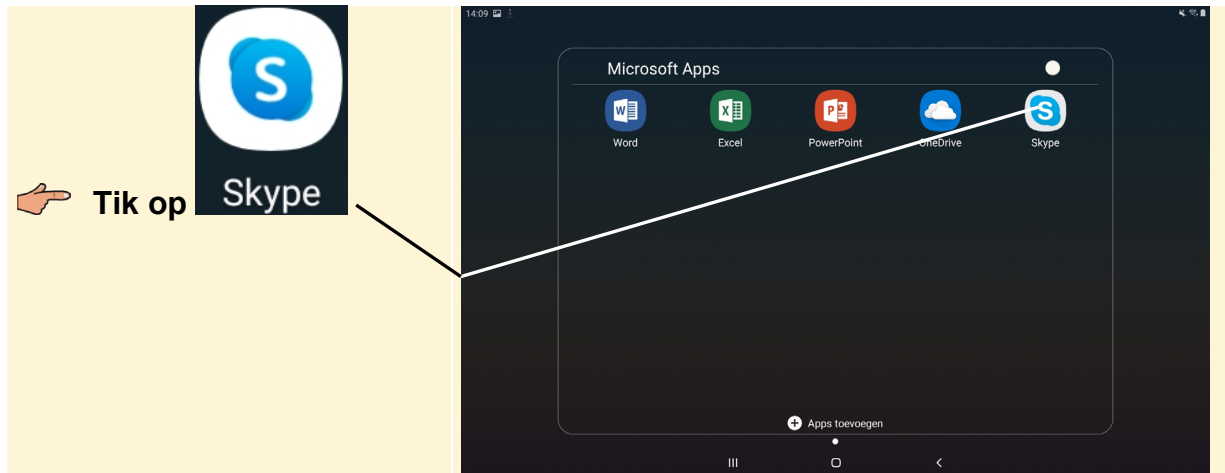 S
Tik op Skype
14:09
Microsoft Apps
Word Excel PowerPoint OneDrive Skype
Apps toevoegen